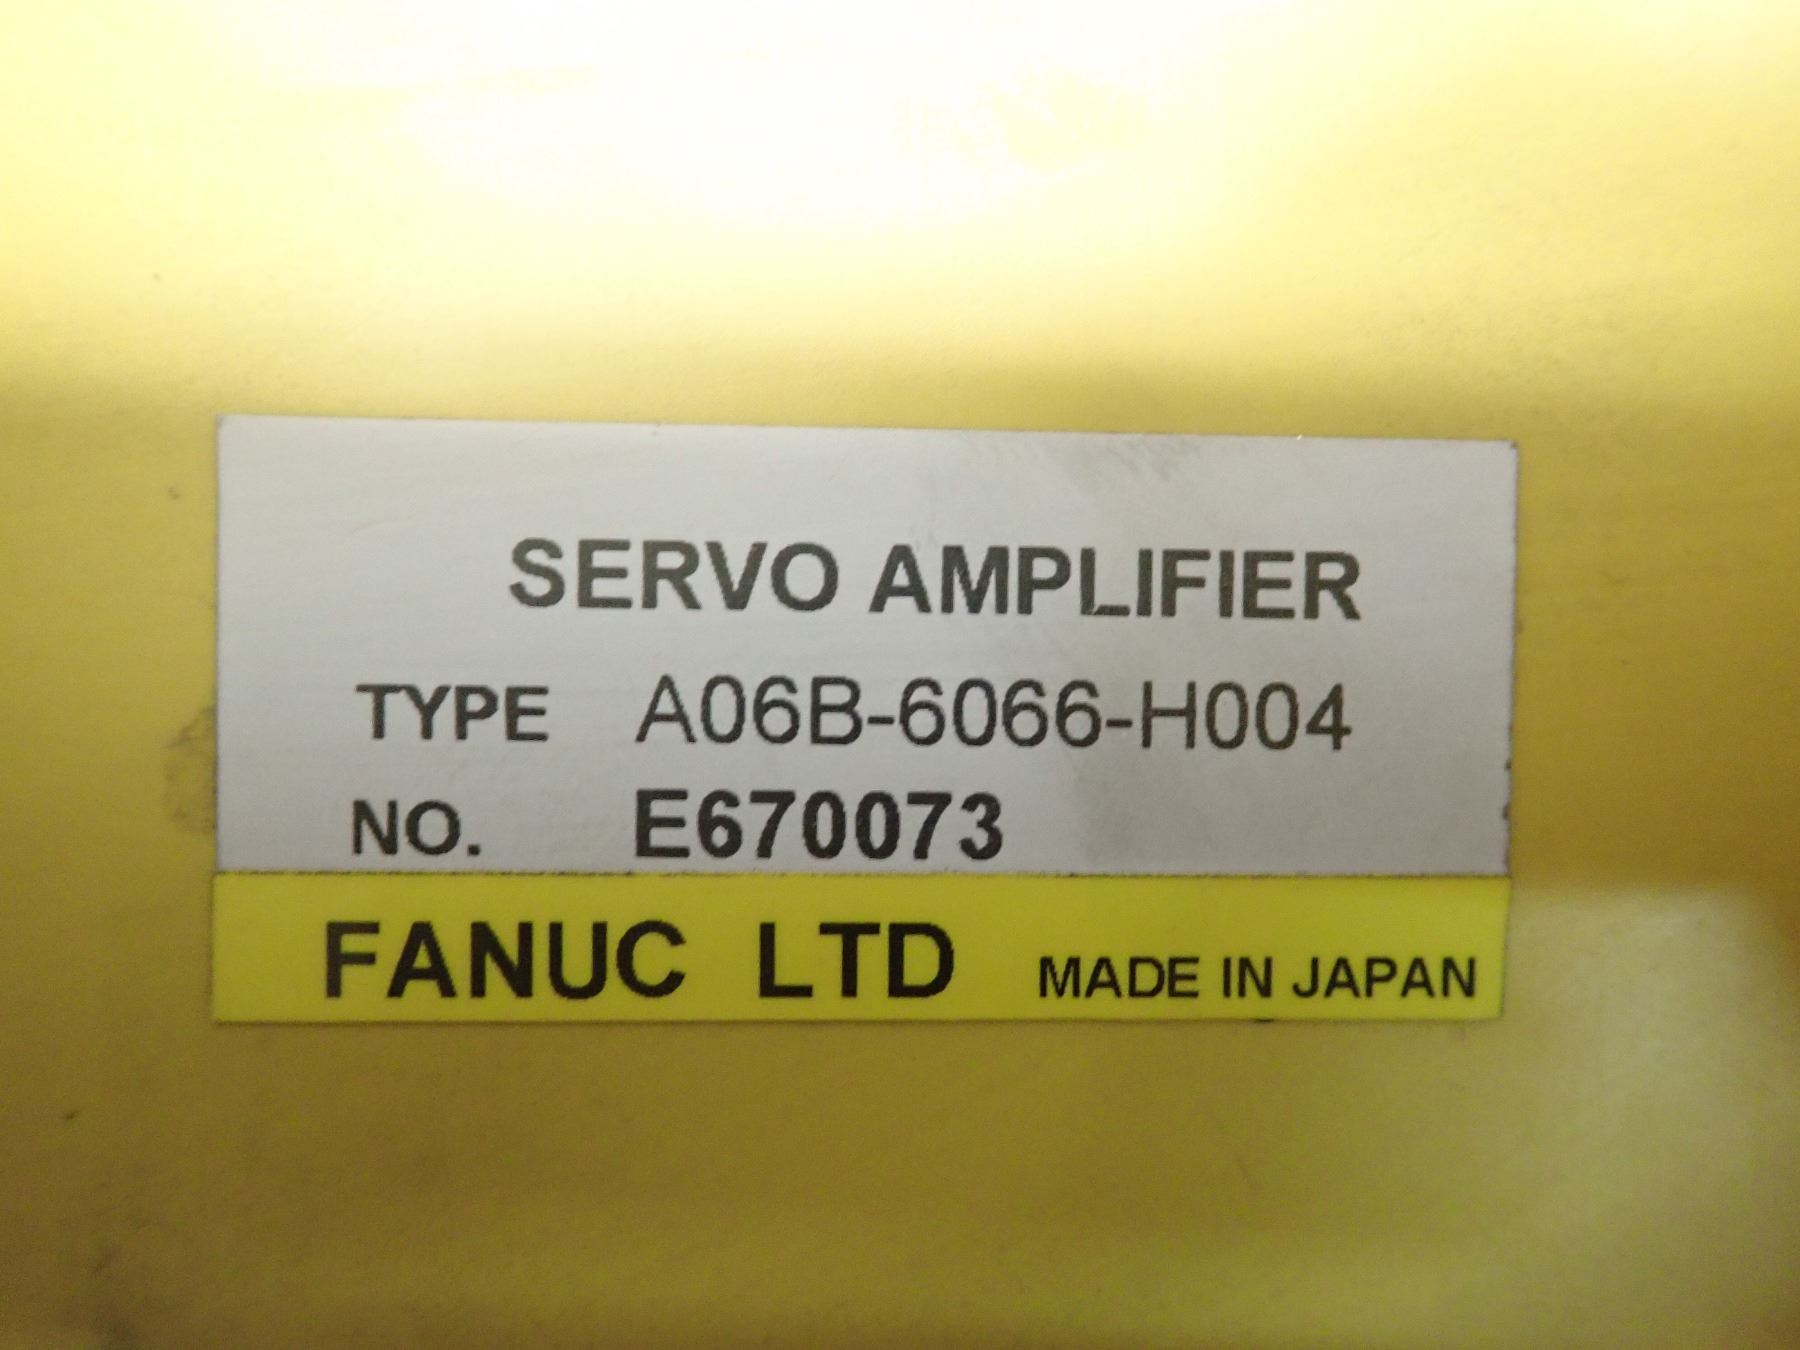 SERVO AMPLIFIER
TYPE A06B-6066-H004
NO. E670073
FANUC LTD MADE IN JAPAN